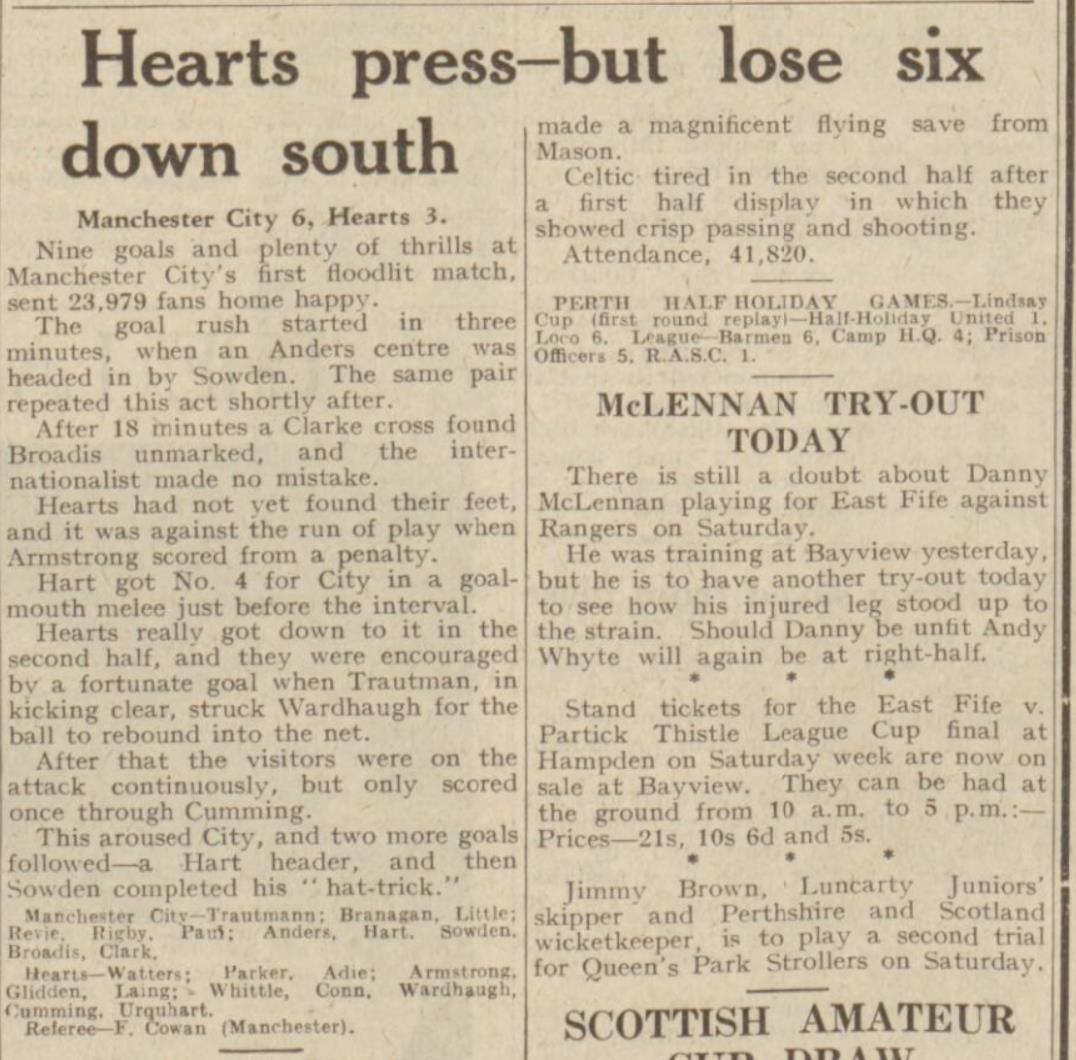 Hearts press—but lose six
down south
Manchester City 6, Hearts 3.
Nine goals and plenty of thrills at
Manchester City's first floodlit match,
sent 23,979 fans home happy.
The goal rush started in three
minutes, when an Anders centre was
headed in by Sowden. The same pair
repeated this act shortly after.
After 18 minutes a Clarke cross found
Broadis unmarked, and the inter-
nationalist made no mistake.
Hearts had not yet found their feet,
and it was against the run of play when
Armstrong scored from a penalty.
Hart got No. 4 for City in a goal-
mouth melee just before the interval.
Hearts really got down to it in the
second half, and they were encouraged
by a fortunate goal when Trautman, in
kicking clear, struck Wardhaugh for the
ball to rebound into the net.
After that the visitors were on the
attack continuously, but only scored
once through Cumming.
This aroused City, and two more goals
followed—a Hart header, and then
Sowden completed his "hat-trick."
Manchester City—Trautmann; Branagan, Little;
Revie, Rigby, Paul; Anders, Hart, Sowden,
Broadis, Clark.
Hearts—Watters; Parker, Adie; Armstrong,
Glidden, Laing; Whittle, Conn, Wardhaugh,
Cumming, Urquhart.
Referee—F. Cowan (Manchester).
made a magnificent flying save from
Mason.
Celtic tired in the second half after
a first half display in which they
showed crisp passing and shooting.
Attendance, 41,820.
PERTH HALF HOLIDAY GAMES.—Lindsay
Cup (first round replay)—Half-Holiday United 1,
Loco 6. League—Barmen 6, Camp H.Q. 4; Prison
Officers 5, R.A.S.C. 1.
McLENNAN TRY-OUT
TODAY
There is still a doubt about Danny
McLennan playing for East Fife against
Rangers on Saturday.
He was training at Bayview yesterday,
but he is to have another try-out today
to see how his injured leg stood up to
the strain. Should Danny be unfit Andy
Whyte will again be at right-half.
* * *
Stand tickets for the East Fife v.
Partick Thistle League Cup final at
Hampden on Saturday week are now on
sale at Bayview. They can be had at
the ground from 10 a.m. to 5 p.m.:—
Prices—21s, 10s 6d and 5s.
* * *
Jimmy Brown, Luncarty Juniors'
skipper and Perthshire and Scotland
wicketkeeper, is to play a second trial
for Queen's Park Strollers on Saturday.
SCOTTISH AMATEUR
CUP DRAW